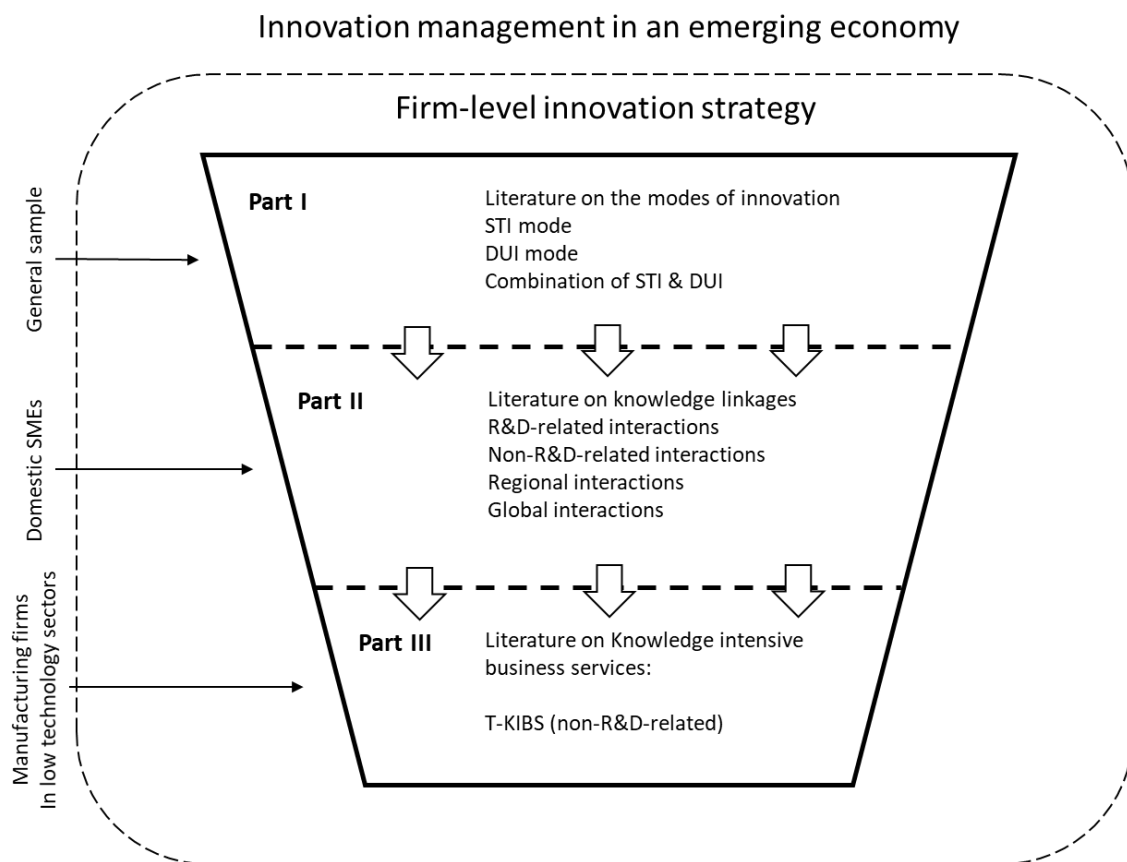 Innovation management in an emerging economy
Firm-level innovation strategy
General sample
Part I
Literature on the modes of innovation
STI mode
DUI mode
Combination of STI & DUI
Domestic SMEs
Part II
Literature on knowledge linkages
R&D-related interactions
Non-R&D-related interactions
Regional interactions
Global interactions
Manufacturing firms
In low technology sectors
Part III
Literature on Knowledge intensive
business services:
T-KIBS (non-R&D-related)